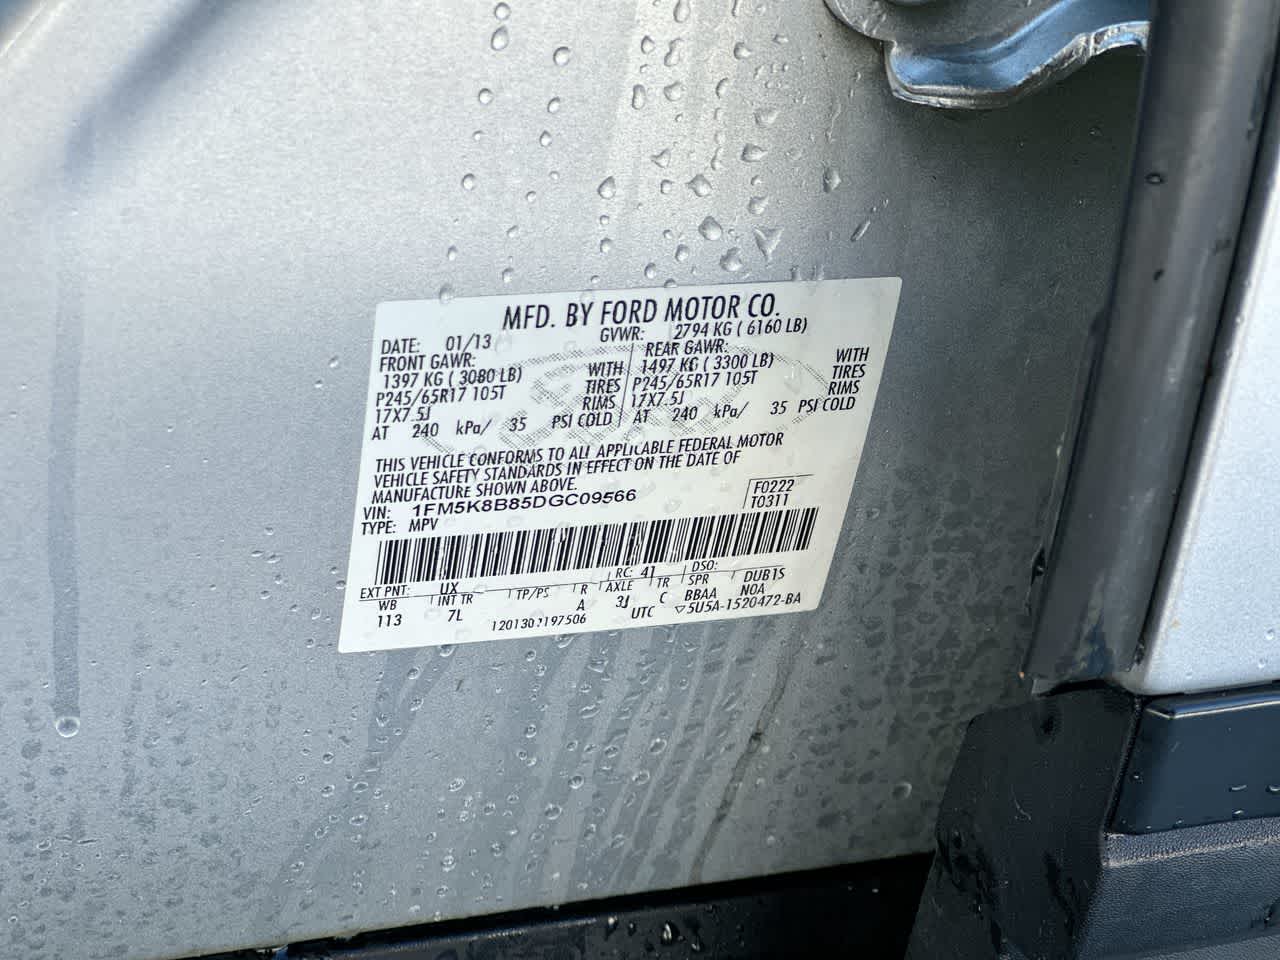 MFD. BY FORD MOTOR CO.
DATE: 01/13 GVWR: 2794 KG ( 6160 LB)
FRONT GAWR: REAR GAWR:
1397 KG ( 3080 LB) WITH 1497 KG ( 3300 LB) WITH
P245/65R17 105T TIRES P245/65R17 105T TIRES
17X7.5J RIMS 17X7.5J RIMS
AT 240 kPa/ 35 PSI COLD AT 240 kPa/ 35 PSI COLD
THIS VEHICLE CONFORMS TO ALL APPLICABLE FEDERAL MOTOR
VEHICLE SAFETY STANDARDS IN EFFECT ON THE DATE OF
MANUFACTURE SHOWN ABOVE.
VIN: 1FM5K8B85DGC09566 F0222
TYPE: MPV T0311
EXT PNT: UX RC: 41 DSO:
WB INT TR TP/PS R AXLE TR SPR DUB1S
113 7L A 3J C BBAA N0A
UTC ▽5U5A-1520472-BA